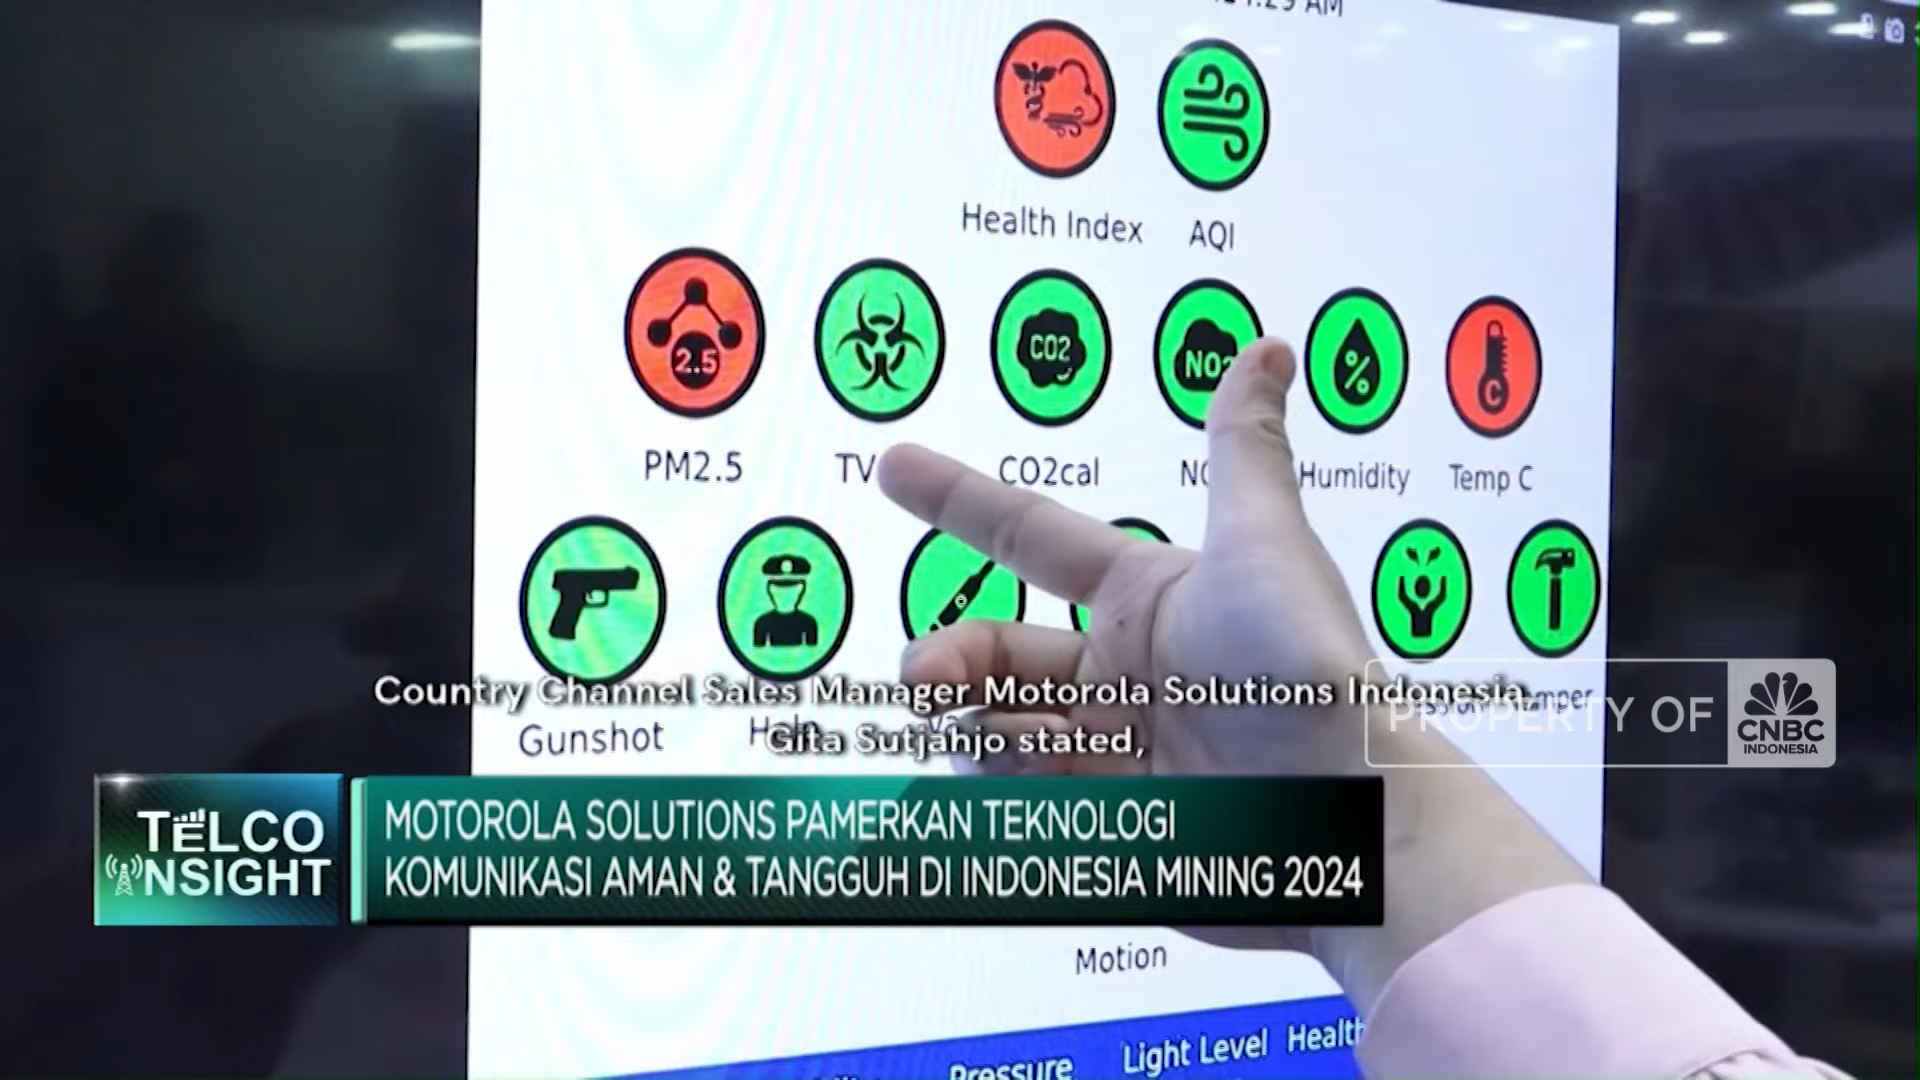 Health Index
AQI
2.5
CO2
%
C
PM2.5
CO2cal
Humidity
Temp C
Country Channel Sales Manager Motorola Solutions Indonesia,
Gita Sutjahjo stated,
Gunshot
PROPERTY OF
CNBC
INDONESIA
TELCO
INSIGHT
MOTOROLA SOLUTIONS PAMERKAN TEKNOLOGI
KOMUNIKASI AMAN & TANGGUH DI INDONESIA MINING 2024
Motion
Pressure
Light Level
Health